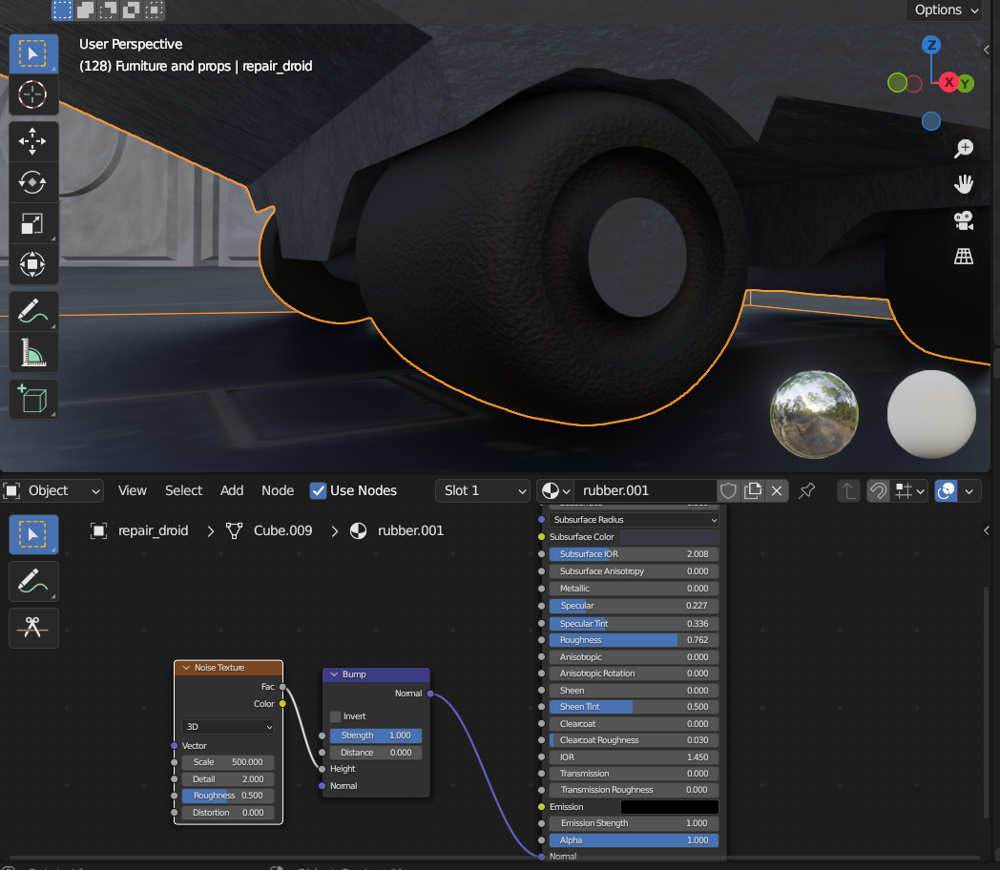 Options
User Perspective
(128) Furniture and props | repair_droid
Z
X
Y
Object View Select Add Node Use Nodes Slot 1 rubber.001
repair_droid > Cube.009 > rubber.001
Subsurface Radius
Subsurface Color
Subsurface IOR 2.008
Subsurface Anisotropy 0.000
Metallic 0.000
Specular 0.227
Specular Tint 0.336
Roughness 0.762
Anisotropic 0.000
Anisotropic Rotation 0.000
Sheen 0.000
Sheen Tint 0.500
Clearcoat 0.000
Clearcoat Roughness 0.030
IOR 1.450
Transmission 0.000
Transmission Roughness 0.000
Emission
Emission Strength 1.000
Alpha 1.000
Normal
Noise Texture
Fac
Color
3D
Vector
Scale 500.000
Detail 2.000
Roughness 0.500
Distortion 0.000
Bump
Normal
Invert
Strength 1.000
Distance 0.000
Height
Normal